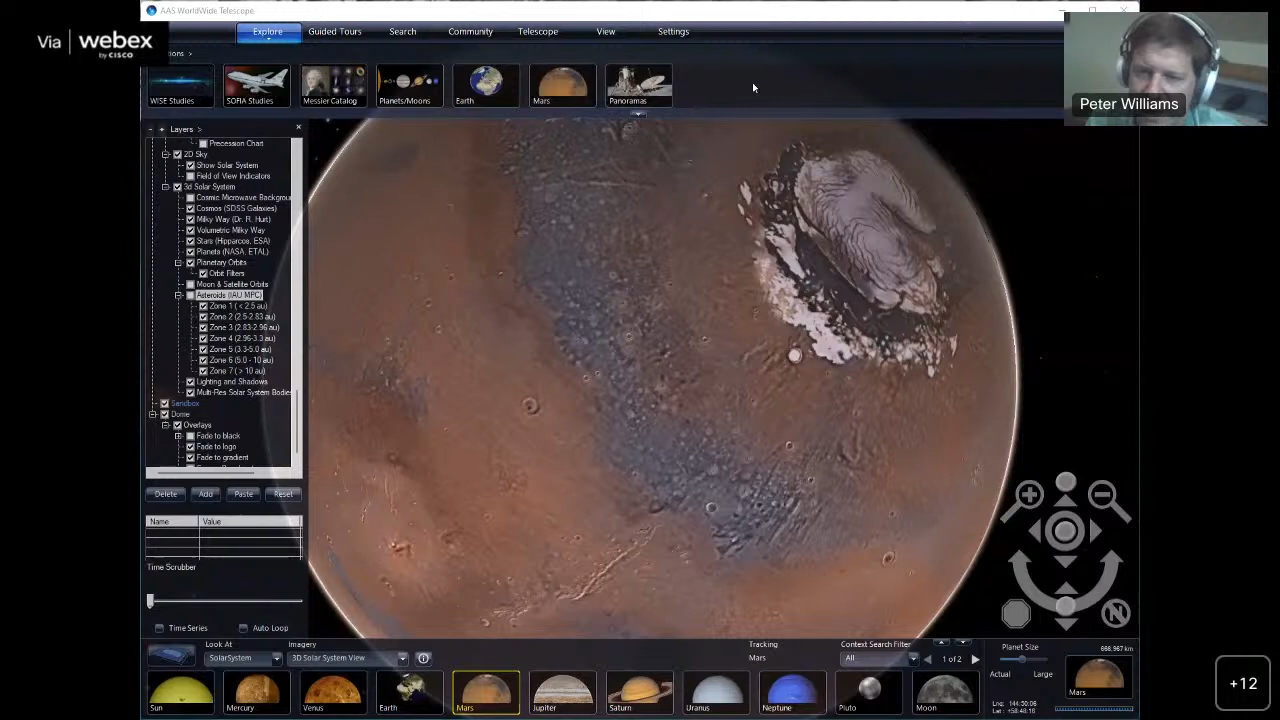 AAS WorldWide Telescope
Via webex
by CISCO
Explore
Guided Tours
Search
Community
Telescope
View
Settings
Peter Williams
WISE Studies
SOFIA Studies
Messier Catalog
Planets/Moons
Earth
Mars
Panoramas
Layers >
Precession Chart
2D Sky
Show Solar System
Field of View Indicators
3d Solar System
Cosmic Microwave Backgroun
Cosmos (SDSS Galaxies)
Milky Way (Dr. R. Hurt)
Volumetric Milky Way
Stars (Hipparcos, ESA)
Planets (NASA, ETAL)
Planetary Orbits
Orbit Filters
Moon & Satellite Orbits
Asteroids (IAU MPC)
Zone 1 ( < 2.5 au)
Zone 2 (2.5-2.83 au)
Zone 3 (2.83-2.96 au)
Zone 4 (2.96-3.3 au)
Zone 5 (3.3-5.0 au)
Zone 6 (5.0 - 10 au)
Zone 7 ( > 10 au)
Lighting and Shadows
Multi-Res Solar System Bodies
Sandbox
Dome
Overlays
Fade to black
Fade to logo
Fade to gradient
Delete
Add
Paste
Reset
Name
Value
Time Scrubber
Time Series
Auto Loop
N
Look At
Imagery
Tracking
Context Search Filter
Planet Size
SolarSystem
3D Solar System View
Mars
All
1 of 2
Actual
Large
668,967 km
Sun
Mercury
Venus
Earth
Mars
Jupiter
Saturn
Uranus
Neptune
Pluto
Moon
Mars
+12